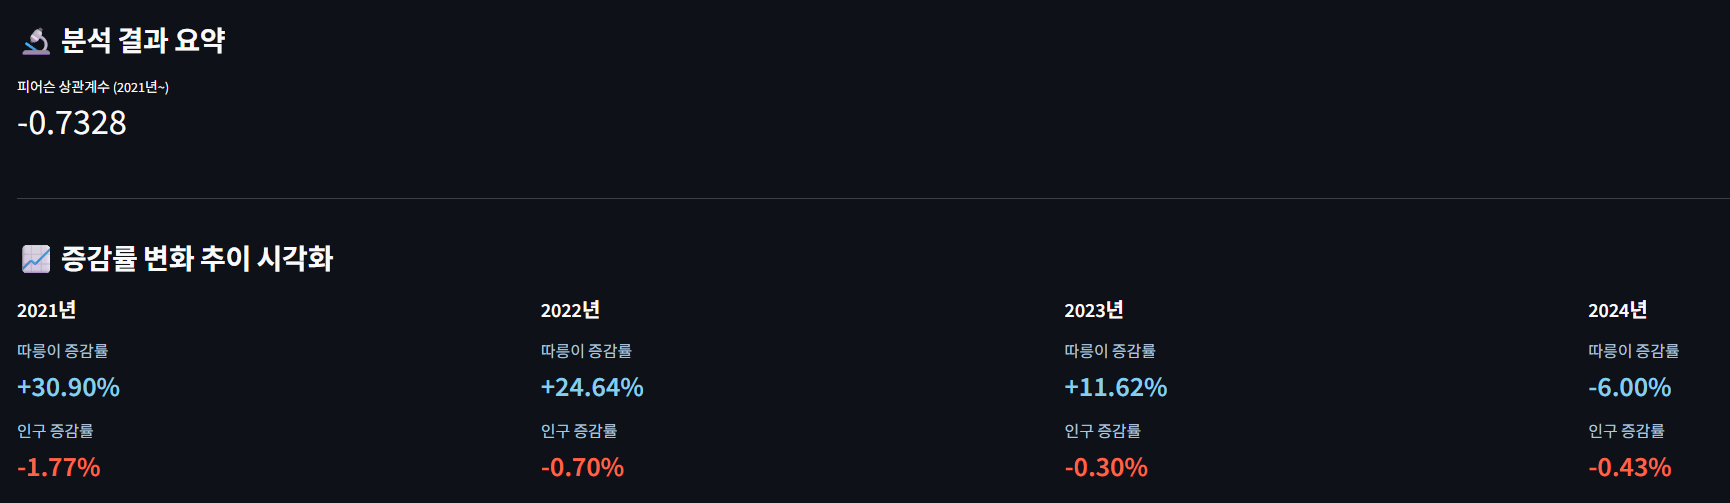 분석 결과 요약
피어슨 상관계수 (2021년~)
-0.7328
증감률 변화 추이 시각화
2021년
따릉이 증감률
+30.90%
인구 증감률
-1.77%
2022년
따릉이 증감률
+24.64%
인구 증감률
-0.70%
2023년
따릉이 증감률
+11.62%
인구 증감률
-0.30%
2024년
따릉이 증감률
-6.00%
인구 증감률
-0.43%